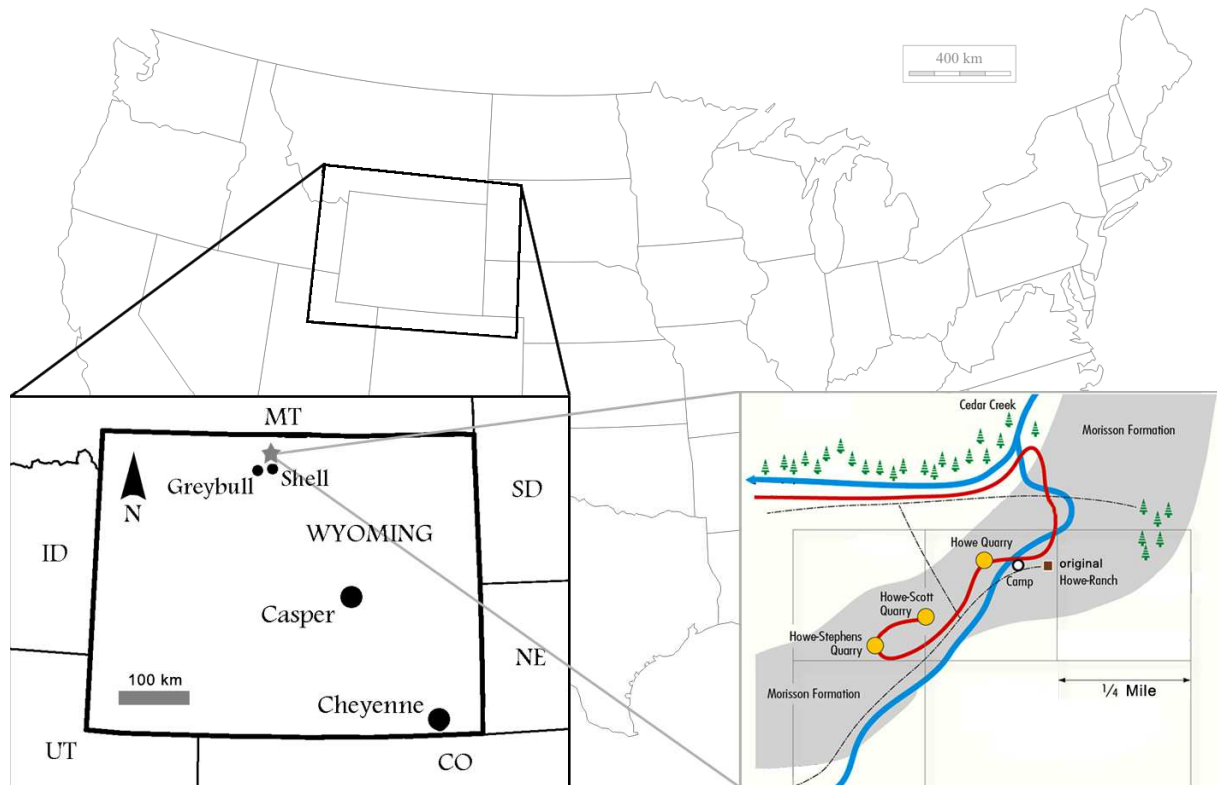 400 km
MT
Greybull
Shell
N
SD
WYOMING
ID
Casper
NE
100 km
Cheyenne
UT
CO
Cedar Creek
Morisson Formation
Howe Quarry
Camp
original
Howe-Ranch
Howe-Scott
Quarry
Howe-Stephens
Quarry
Morisson Formation
1/4 Mile